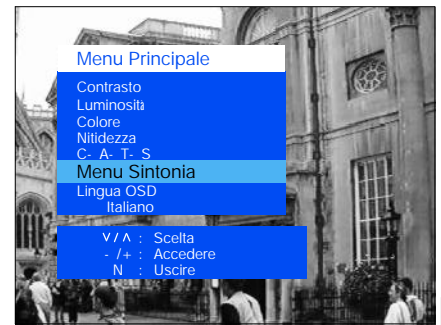 Menu Principale
Contrasto
Luminosità
Colore
Nitidezza
C- A- T- S
Menu Sintonia
Lingua OSD
Italiano
∨/∧ : Scelta
- /+ : Accedere
N : Uscire